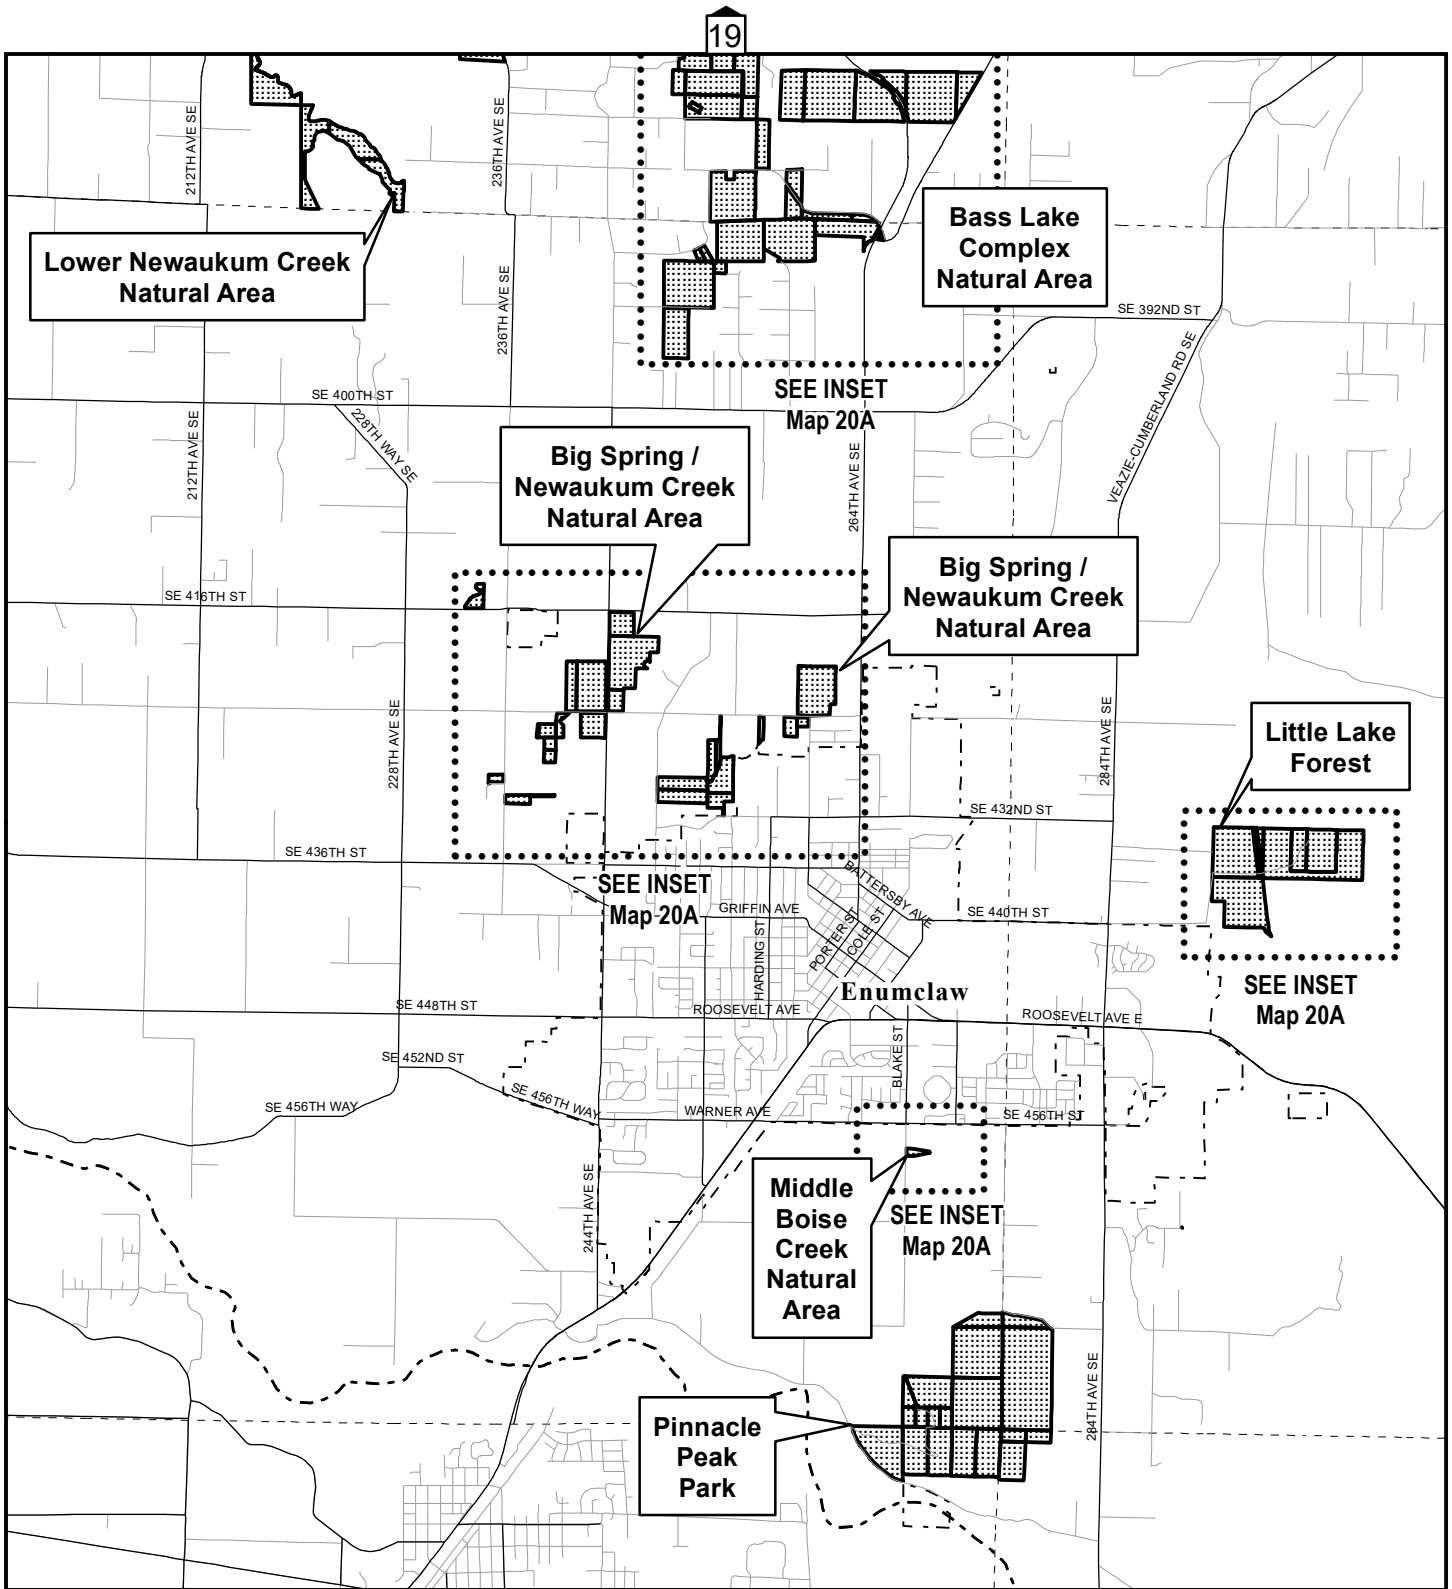 19
212TH AVE SE
236TH AVE SE
Lower Newaukum Creek
Natural Area
Bass Lake
Complex
Natural Area
236TH AVE SE
SE 392ND ST
VEAZIE-CUMBERLAND RD SE
SEE INSET
Map 20A
SE 400TH ST
228TH WAY SE
212TH AVE SE
264TH AVE SE
Big Spring /
Newaukum Creek
Natural Area
Big Spring /
Newaukum Creek
Natural Area
SE 416TH ST
228TH AVE SE
284TH AVE SE
Little Lake
Forest
SE 432ND ST
SE 436TH ST
SEE INSET
Map 20A
BATTERSBY AVE
GRIFFIN AVE
PORTER ST
COLE ST
HARDING ST
SE 440TH ST
SEE INSET
Map 20A
Enumclaw
SE 448TH ST
ROOSEVELT AVE
ROOSEVELT AVE E
BLAKE ST
SE 452ND ST
SE 456TH WAY
SE 456TH WAY
WARNER AVE
SE 456TH ST
244TH AVE SE
Middle
Boise
Creek
Natural
Area
SEE INSET
Map 20A
284TH AVE SE
Pinnacle
Peak
Park